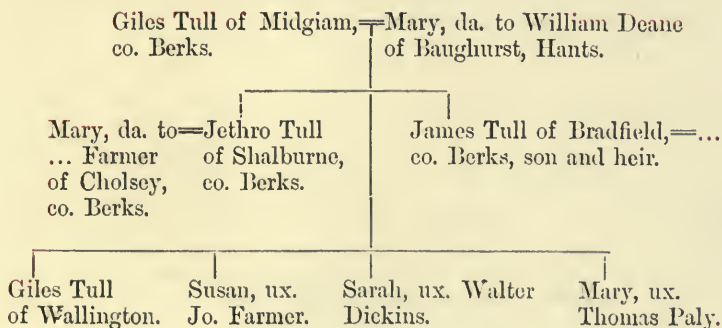 Giles Tull of Midgiam,
co. Berks.
Mary, da. to William Deane
of Baughurst, Hants.
Mary, da. to
... Farmer
of Cholsey,
co. Berks.
Jethro Tull
of Shalburne,
co. Berks.
James Tull of Bradfield,
co. Berks, son and heir.
...
Giles Tull
of Wallington.
Susan, ux.
Jo. Farmer.
Sarah, ux. Walter
Dickins.
Mary, ux.
Thomas Paly.